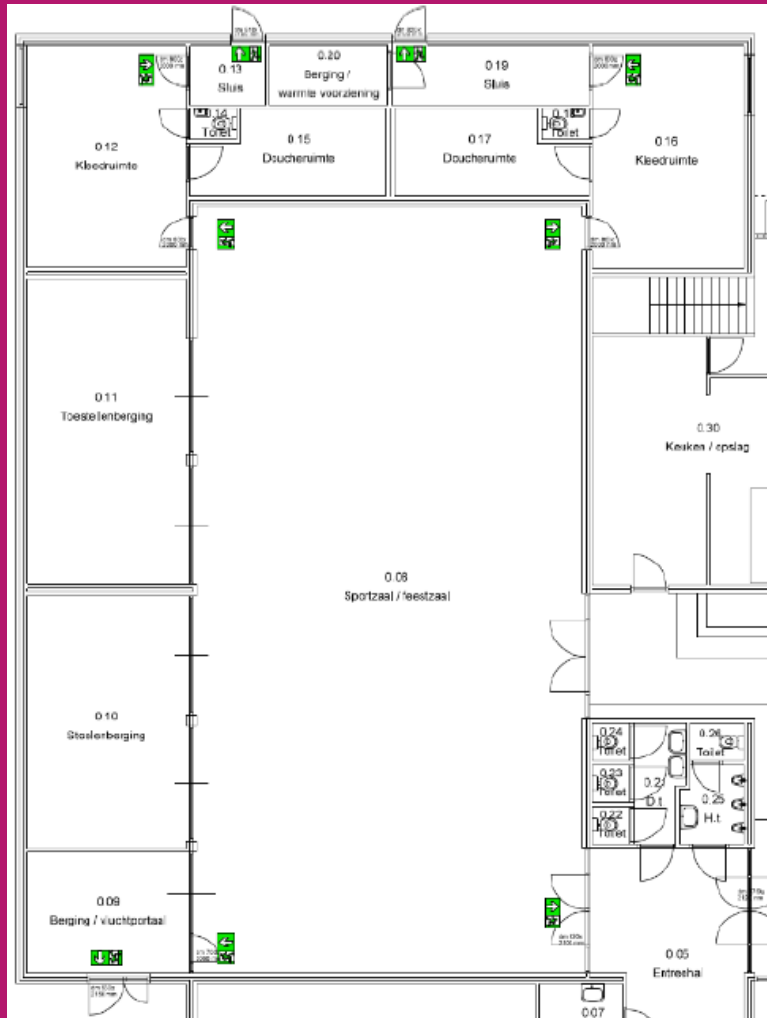 0.20
Berging /
warmte voorziening
0.13
Sluis
0.19
Sluis
0.14
Toilet
Toilet
0.12
Kleedruimte
0.15
Doucheruimte
0.17
Doucheruimte
0.16
Kleedruimte
0.11
Toestellenberging
0.30
Keuken / opslag
0.08
Sportzaal / feestzaal
0.10
Stoelenberging
0.24
Toilet
0.26
Toilet
0.23
Toilet
D.t
0.25
H.t
0.22
Toilet
0.09
Berging / vluchtportaal
0.05
Entreehal
0.07